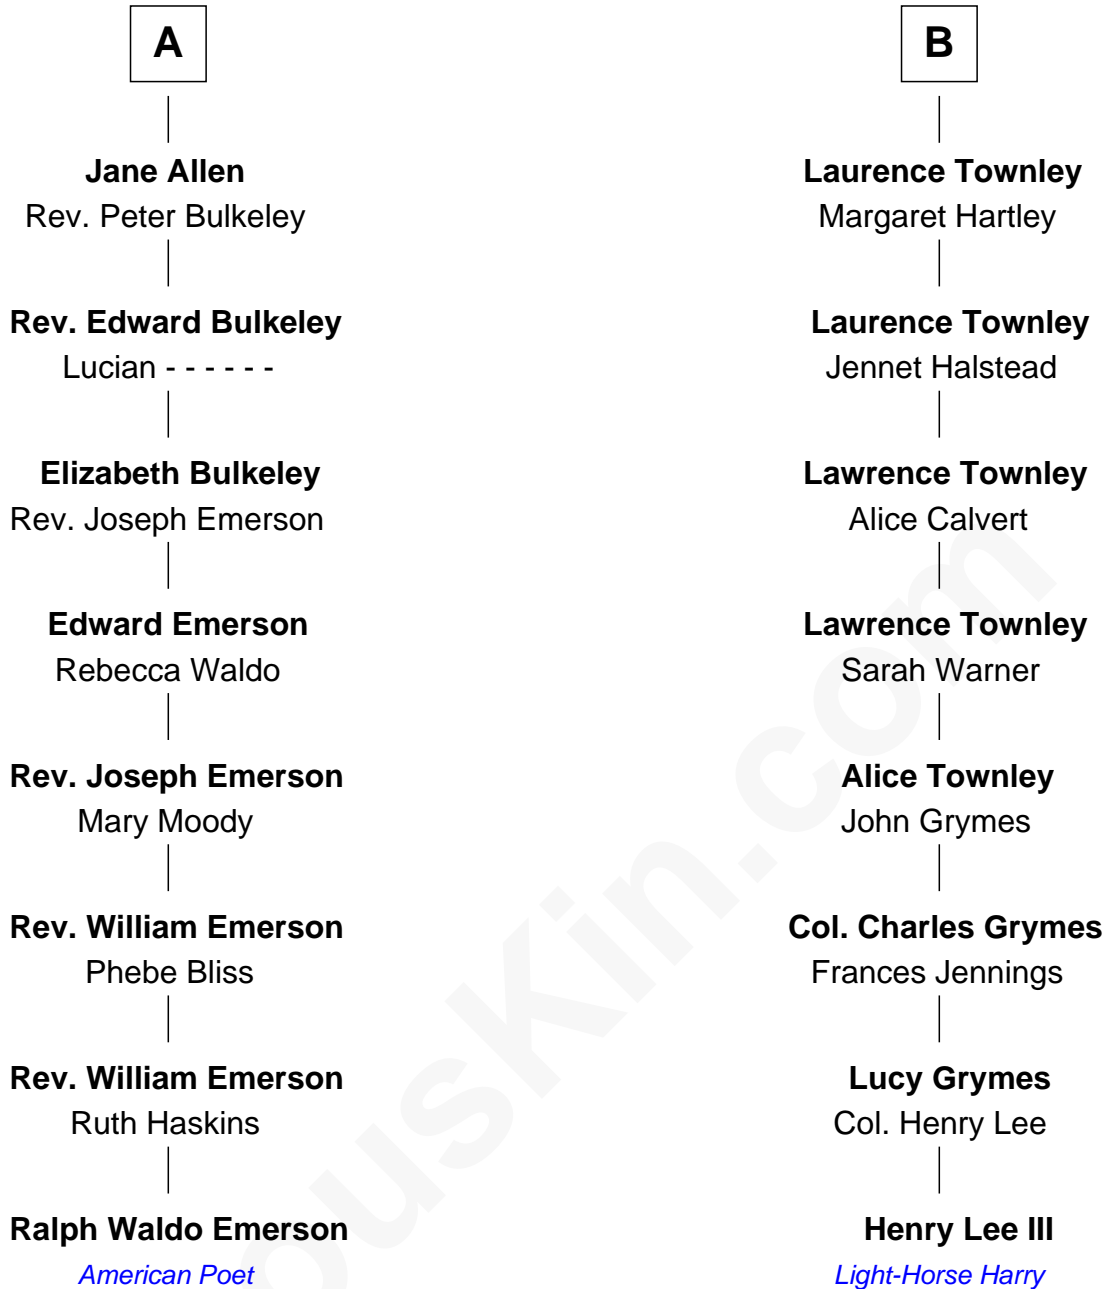 A
Jane Allen
Rev. Peter Bulkeley
Rev. Edward Bulkeley
Lucian - - - - - -
Elizabeth Bulkeley
Rev. Joseph Emerson
Edward Emerson
Rebecca Waldo
Rev. Joseph Emerson
Mary Moody
Rev. William Emerson
Phebe Bliss
Rev. William Emerson
Ruth Haskins
Ralph Waldo Emerson
American Poet
B
Laurence Townley
Margaret Hartley
Laurence Townley
Jennet Halstead
Lawrence Townley
Alice Calvert
Lawrence Townley
Sarah Warner
Alice Townley
John Grymes
Col. Charles Grymes
Frances Jennings
Lucy Grymes
Col. Henry Lee
Henry Lee III
Light-Horse Harry
ousKin.com